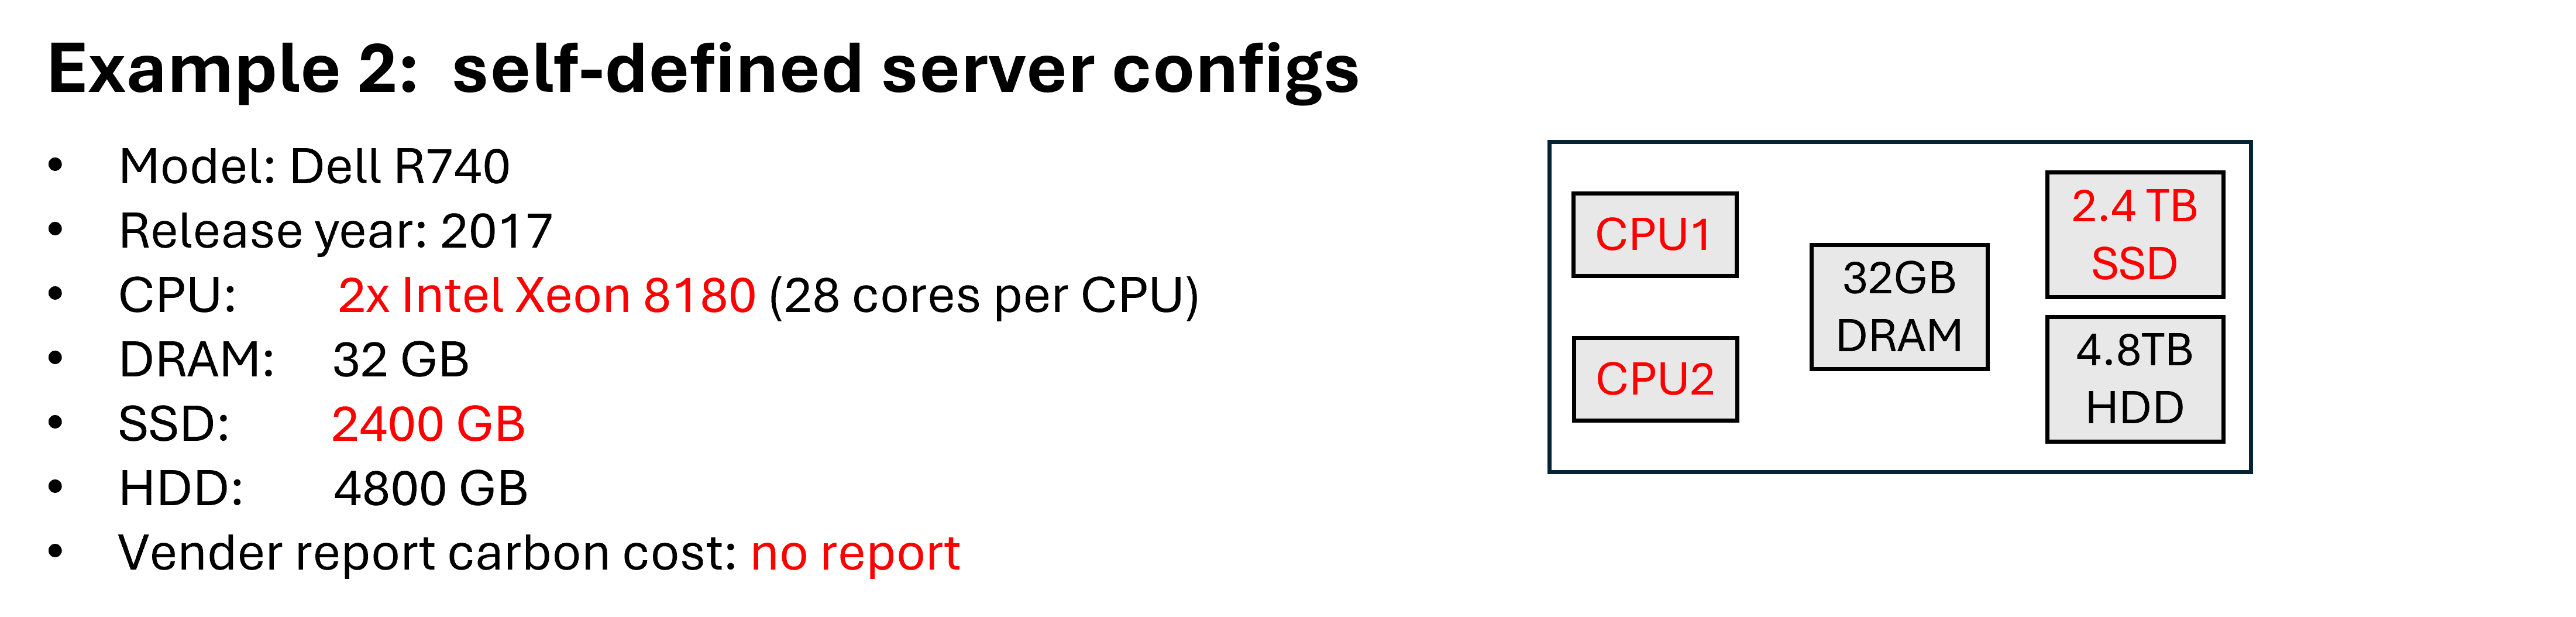 Example 2: self-defined server configs
• Model: Dell R740
• Release year: 2017
• CPU: 2x Intel Xeon 8180 (28 cores per CPU)
• DRAM: 32 GB
• SSD: 2400 GB
• HDD: 4800 GB
• Vender report carbon cost: no report
CPU1
CPU2
32GB
DRAM
2.4 TB
SSD
4.8TB
HDD